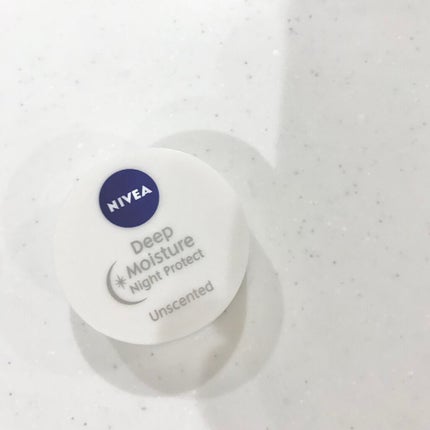 NIVEA
Deep
Moisture
Night Protect
Unscented